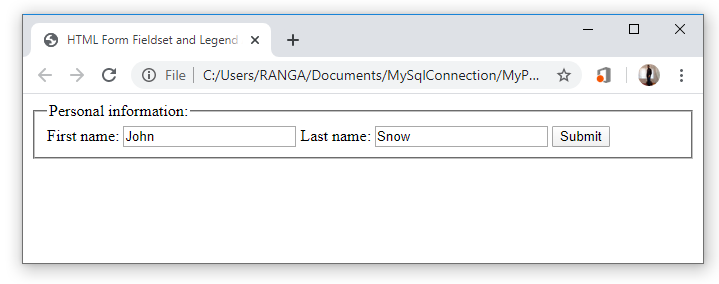 HTML Form Fieldset and Legend
File C:/Users/RANGA/Documents/MySqlConnection/MyP...
Personal information:
First name: John Last name: Snow Submit